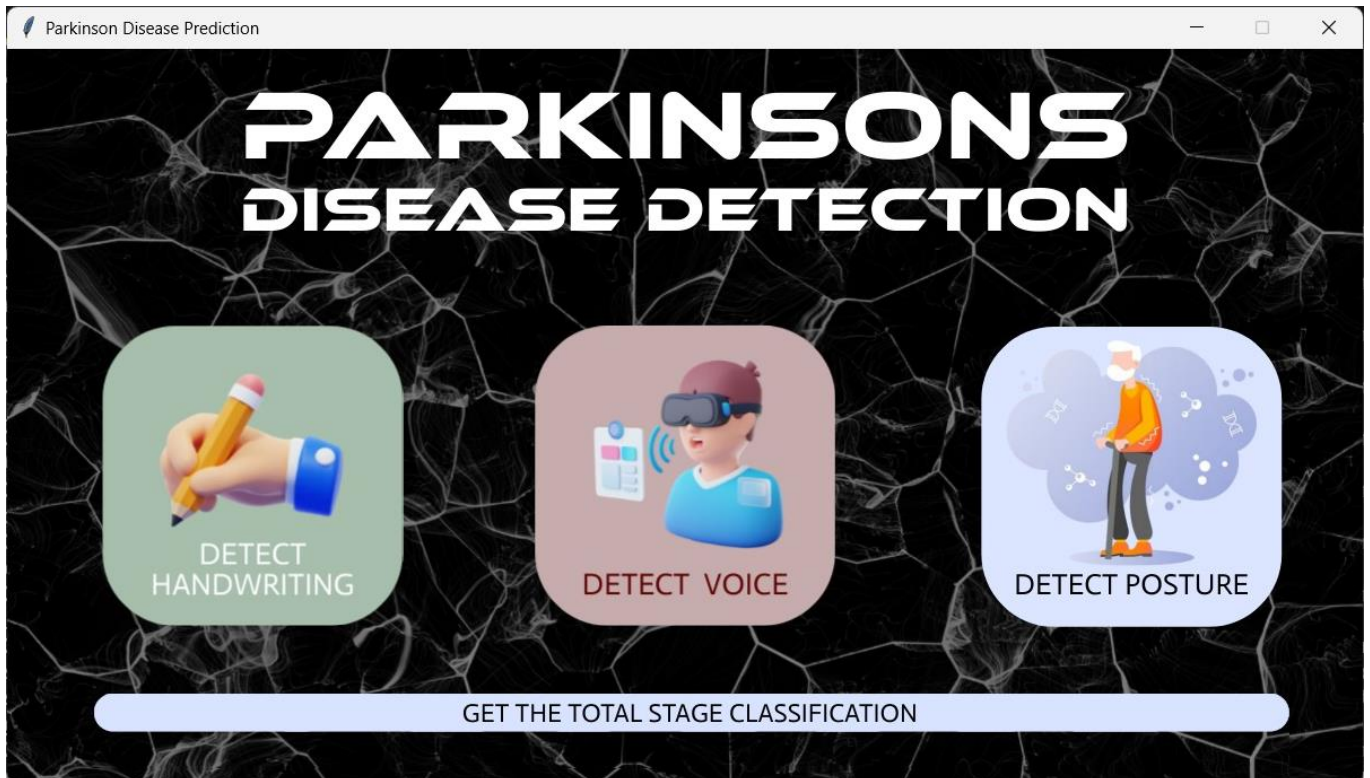 Parkinson Disease Prediction
PARKINSONS
DISEASE DETECTION
DETECT
HANDWRITING
DETECT VOICE
DETECT POSTURE
GET THE TOTAL STAGE CLASSIFICATION